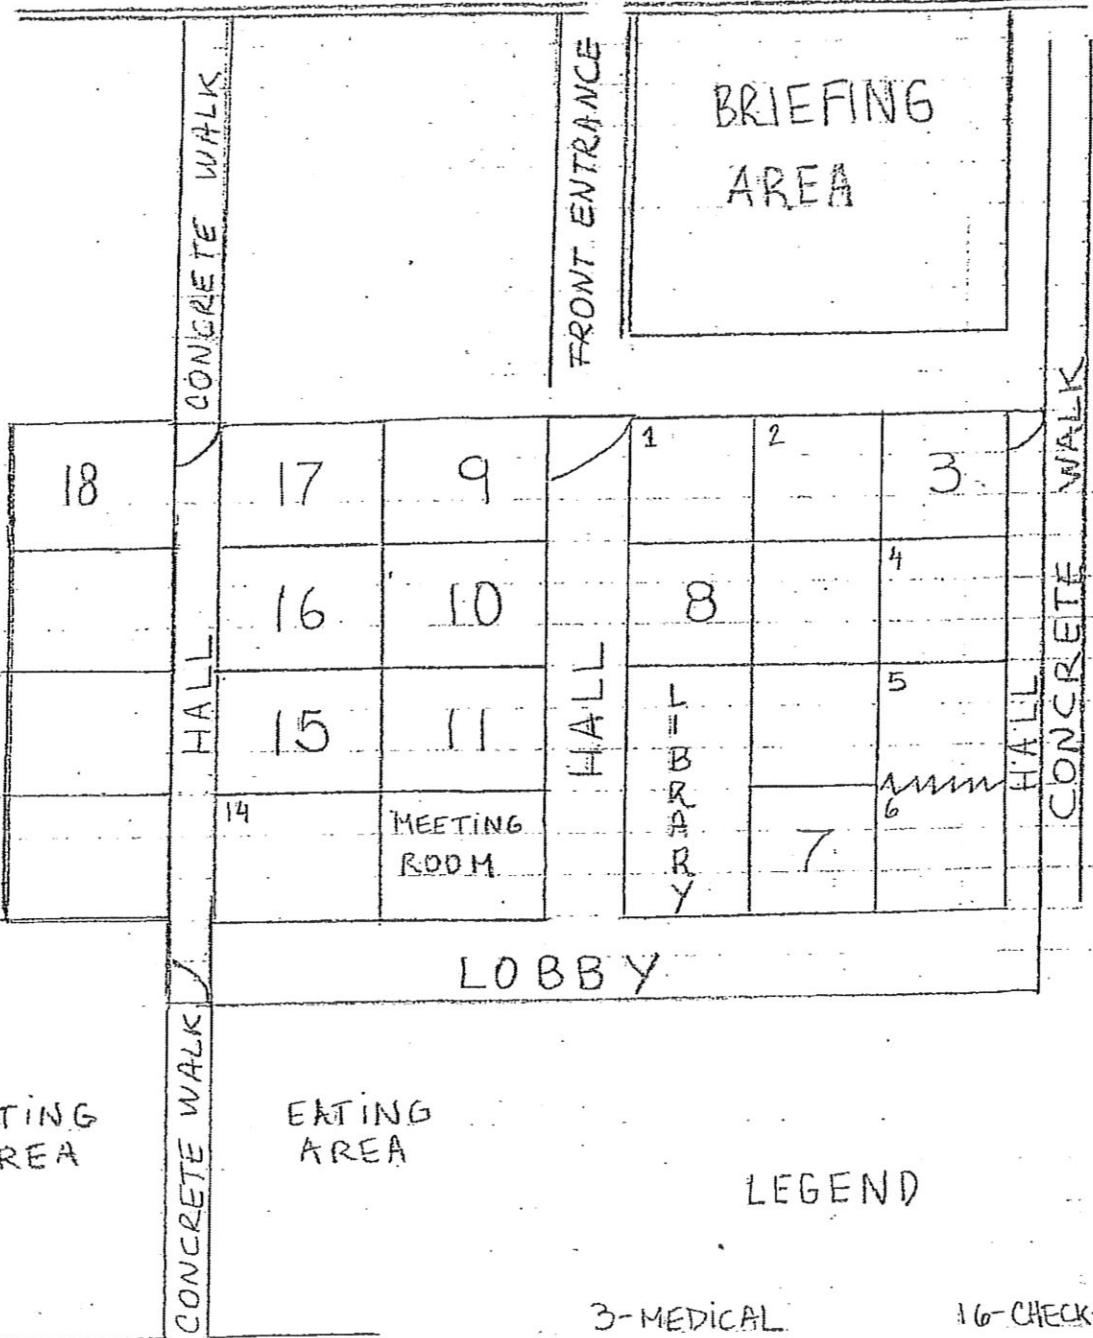 CONCRETE WALK
FRONT ENTRANCE
BRIEFING
AREA
CONCRETE WALK
18
17
9
1
2
3
16
10
8
4
HALL
15
11
HALL
LIBRARY
5
HALL
14
MEETING
ROOM
7
6
LOBBY
CONCRETE WALK
TING
REA
EATING
AREA
LEGEND
3-MEDICAL
16-CHECK-